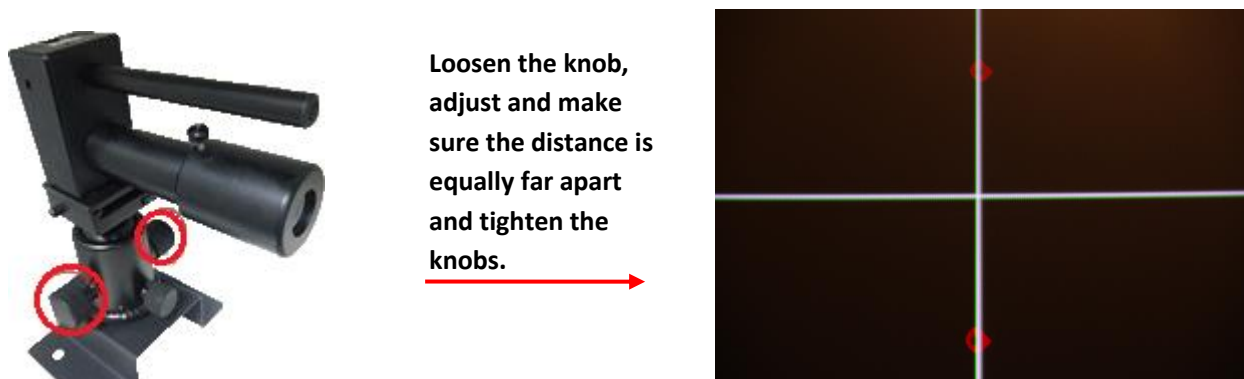 Loosen the knob,
adjust and make
sure the distance is
equally far apart
and tighten the
knobs.